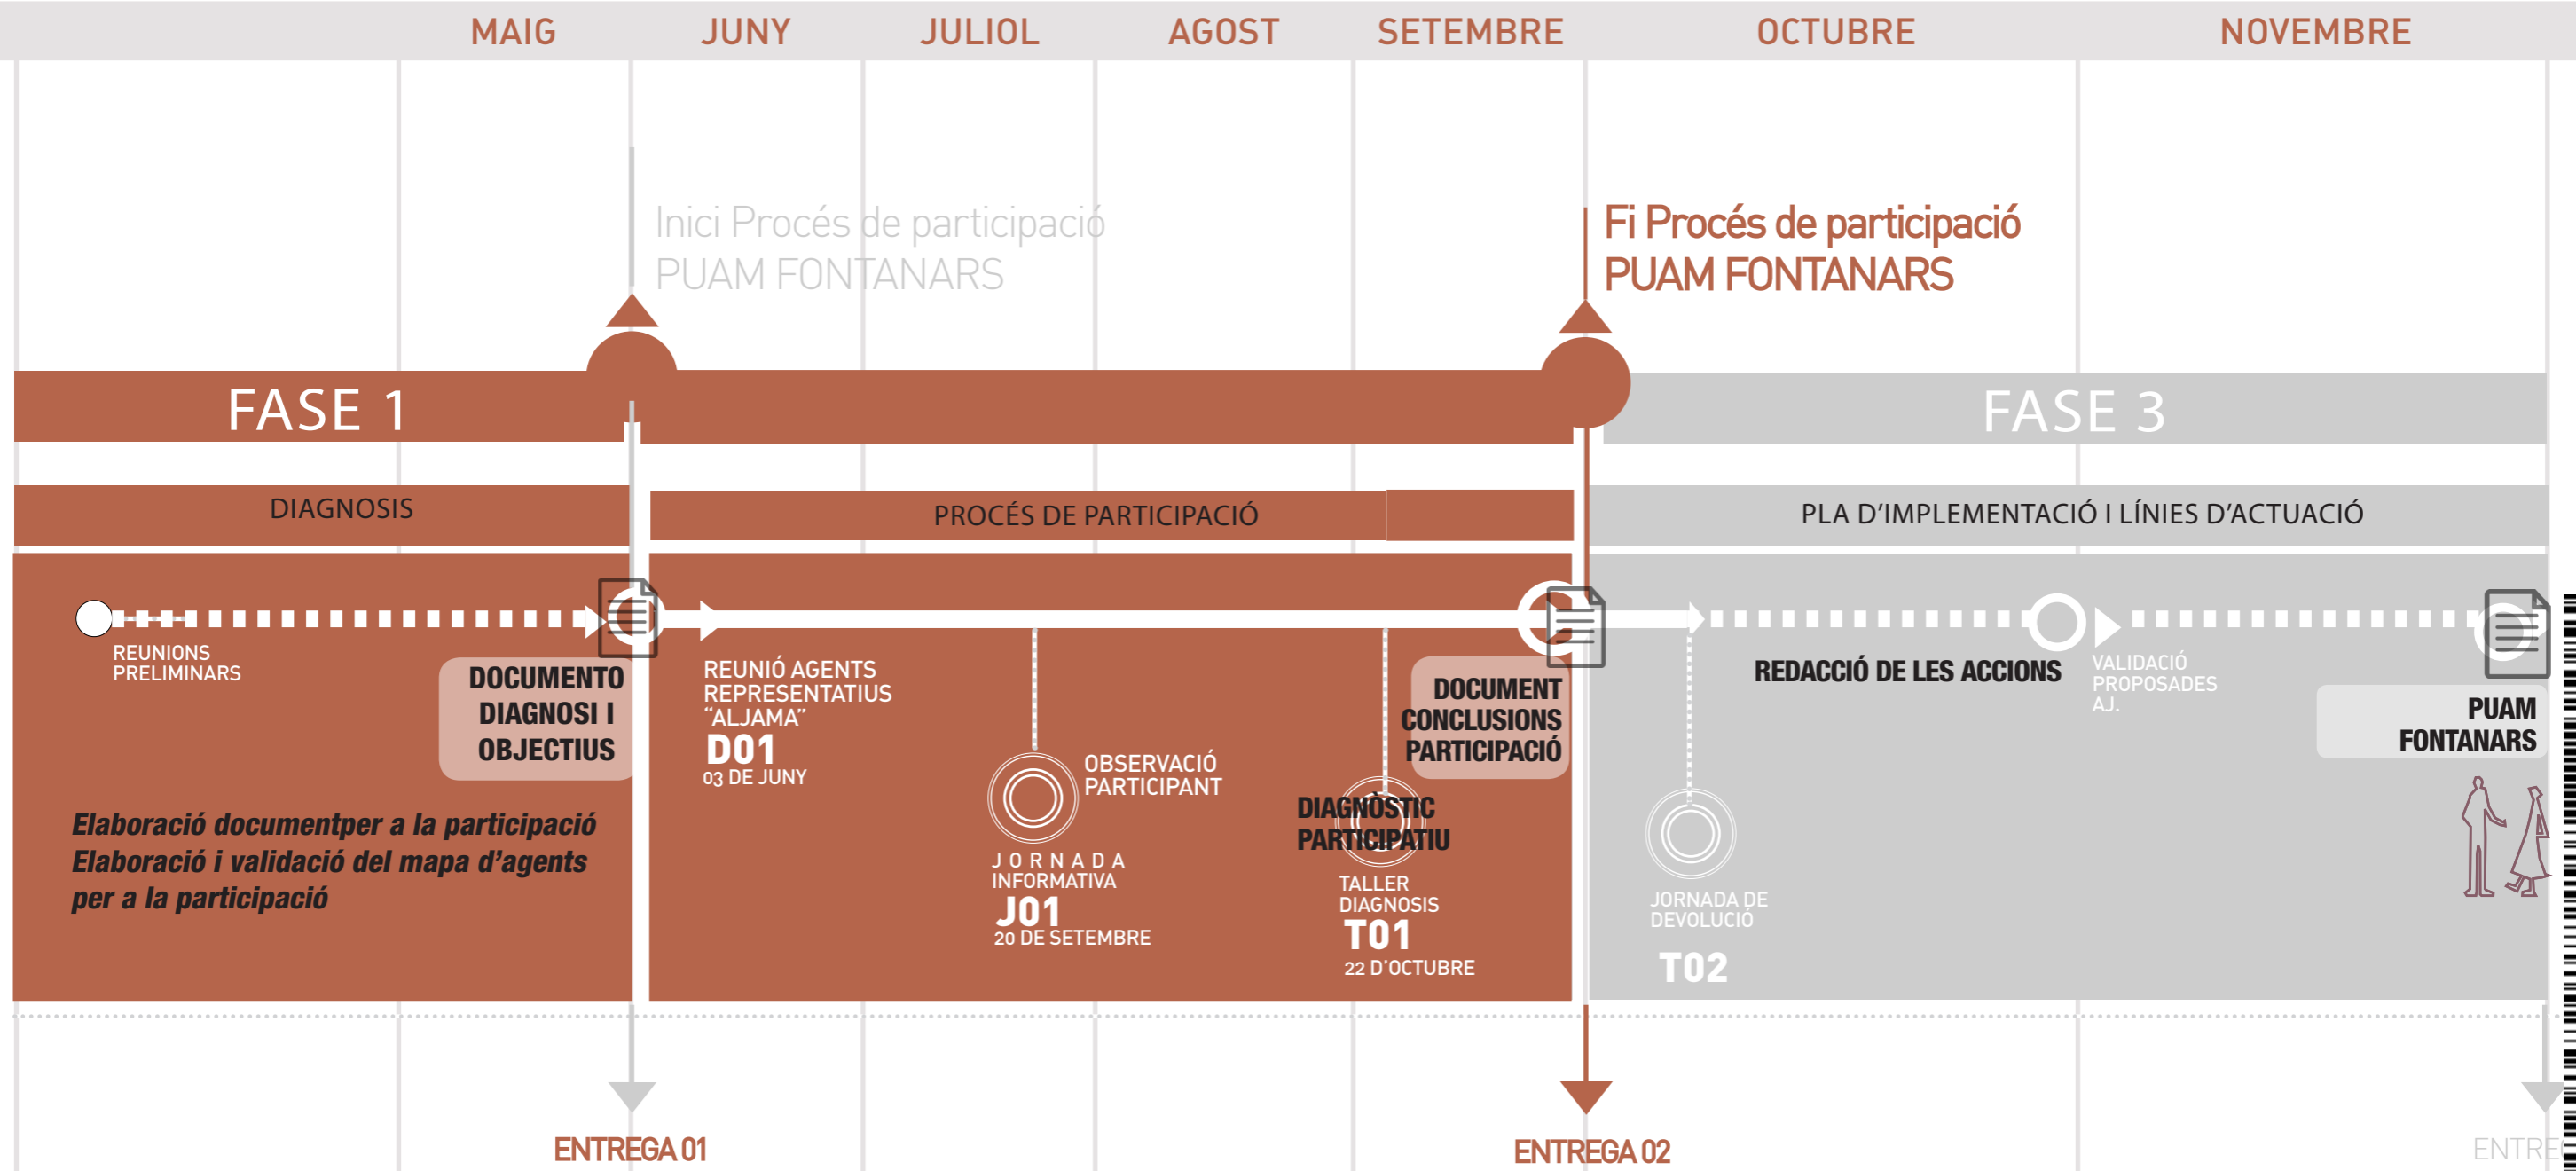 MAIG JUNY JULIOL AGOST SETEMBRE OCTUBRE NOVEMBRE
Inici Procés de participació
PUAM FONTANARS
Fi Procés de participació
PUAM FONTANARS
FASE 1
FASE 3
DIAGNOSIS
PROCÉS DE PARTICIPACIÓ
PLA D'IMPLEMENTACIÓ I LÍNIES D'ACTUACIÓ
REUNIONS
PRELIMINARS
DOCUMENTO
DIAGNOSI I
OBJECTIUS
Elaboració documentper a la participació
Elaboració i validació del mapa d'agents
per a la participació
REUNIÓ AGENTS
REPRESENTATIUS
"ALJAMA"
D01
03 DE JUNY
OBSERVACIÓ
PARTICIPANT
JORNADA
INFORMATIVA
J01
20 DE SETEMBRE
DOCUMENT
CONCLUSIONS
PARTICIPACIÓ
DIAGNÒSTIC
PARTICIPATIU
TALLER
DIAGNOSIS
T01
22 D'OCTUBRE
JORNADA DE
DEVOLUCIÓ
T02
REDACCIÓ DE LES ACCIONS
VALIDACIÓ
PROPOSADES
AJ.
PUAM
FONTANARS
ENTREGA 01
ENTREGA 02